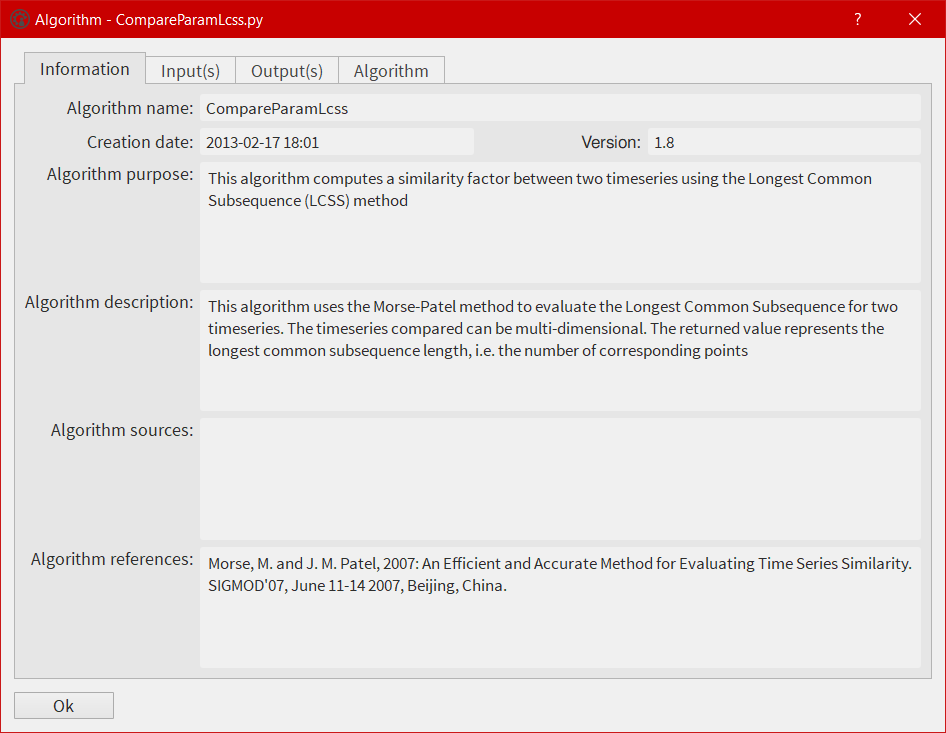 Algorithm - CompareParamLcss.py
?
Information
Input(s)
Output(s)
Algorithm
Algorithm name: CompareParamLcss
Creation date: 2013-02-17 18:01 Version: 1.8
Algorithm purpose: This algorithm computes a similarity factor between two timeseries using the Longest Common
Subsequence (LCSS) method
Algorithm description: This algorithm uses the Morse-Patel method to evaluate the Longest Common Subsequence for two
timeseries. The timeseries compared can be multi-dimensional. The returned value represents the
longest common subsequence length, i.e. the number of corresponding points
Algorithm sources:
Algorithm references: Morse, M. and J. M. Patel, 2007: An Efficient and Accurate Method for Evaluating Time Series Similarity.
SIGMOD'07, June 11-14 2007, Beijing, China.
Ok